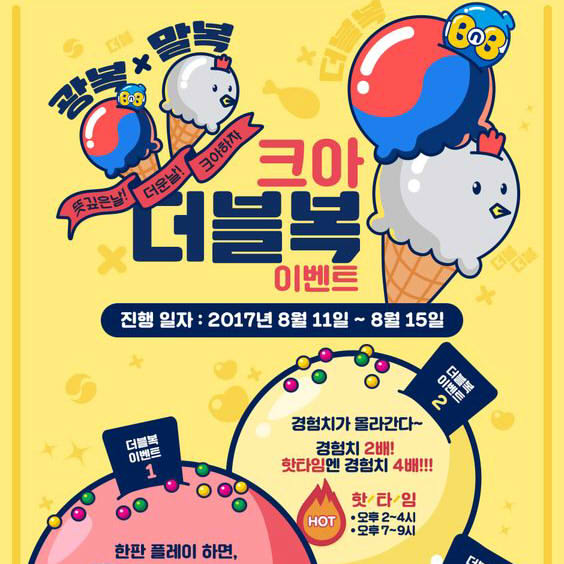 광복 × 말복
더블복
BnB
BnB
뜻깊은날! 더운날! 크아하자
크아
더블복
이벤트
더블
더블
진행 일자 : 2017년 8월 11일 ~ 8월 15일
더블복
이벤트
2
경험치가 올라간다~
경험치 2배!
핫타임엔 경험치 4배!!!
HOT
핫/타/임
• 오후 2~4시
• 오후 7~9시
더블복
이벤트
1
한판 플레이 하면,